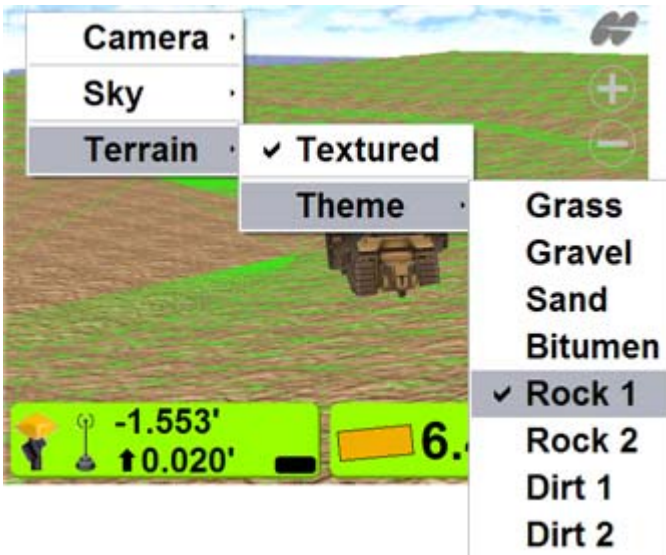 Camera
Sky
Terrain
Textured
Theme
Grass
Gravel
Sand
Bitumen
Rock 1
Rock 2
Dirt 1
Dirt 2
-1.553'
0.020'
6.